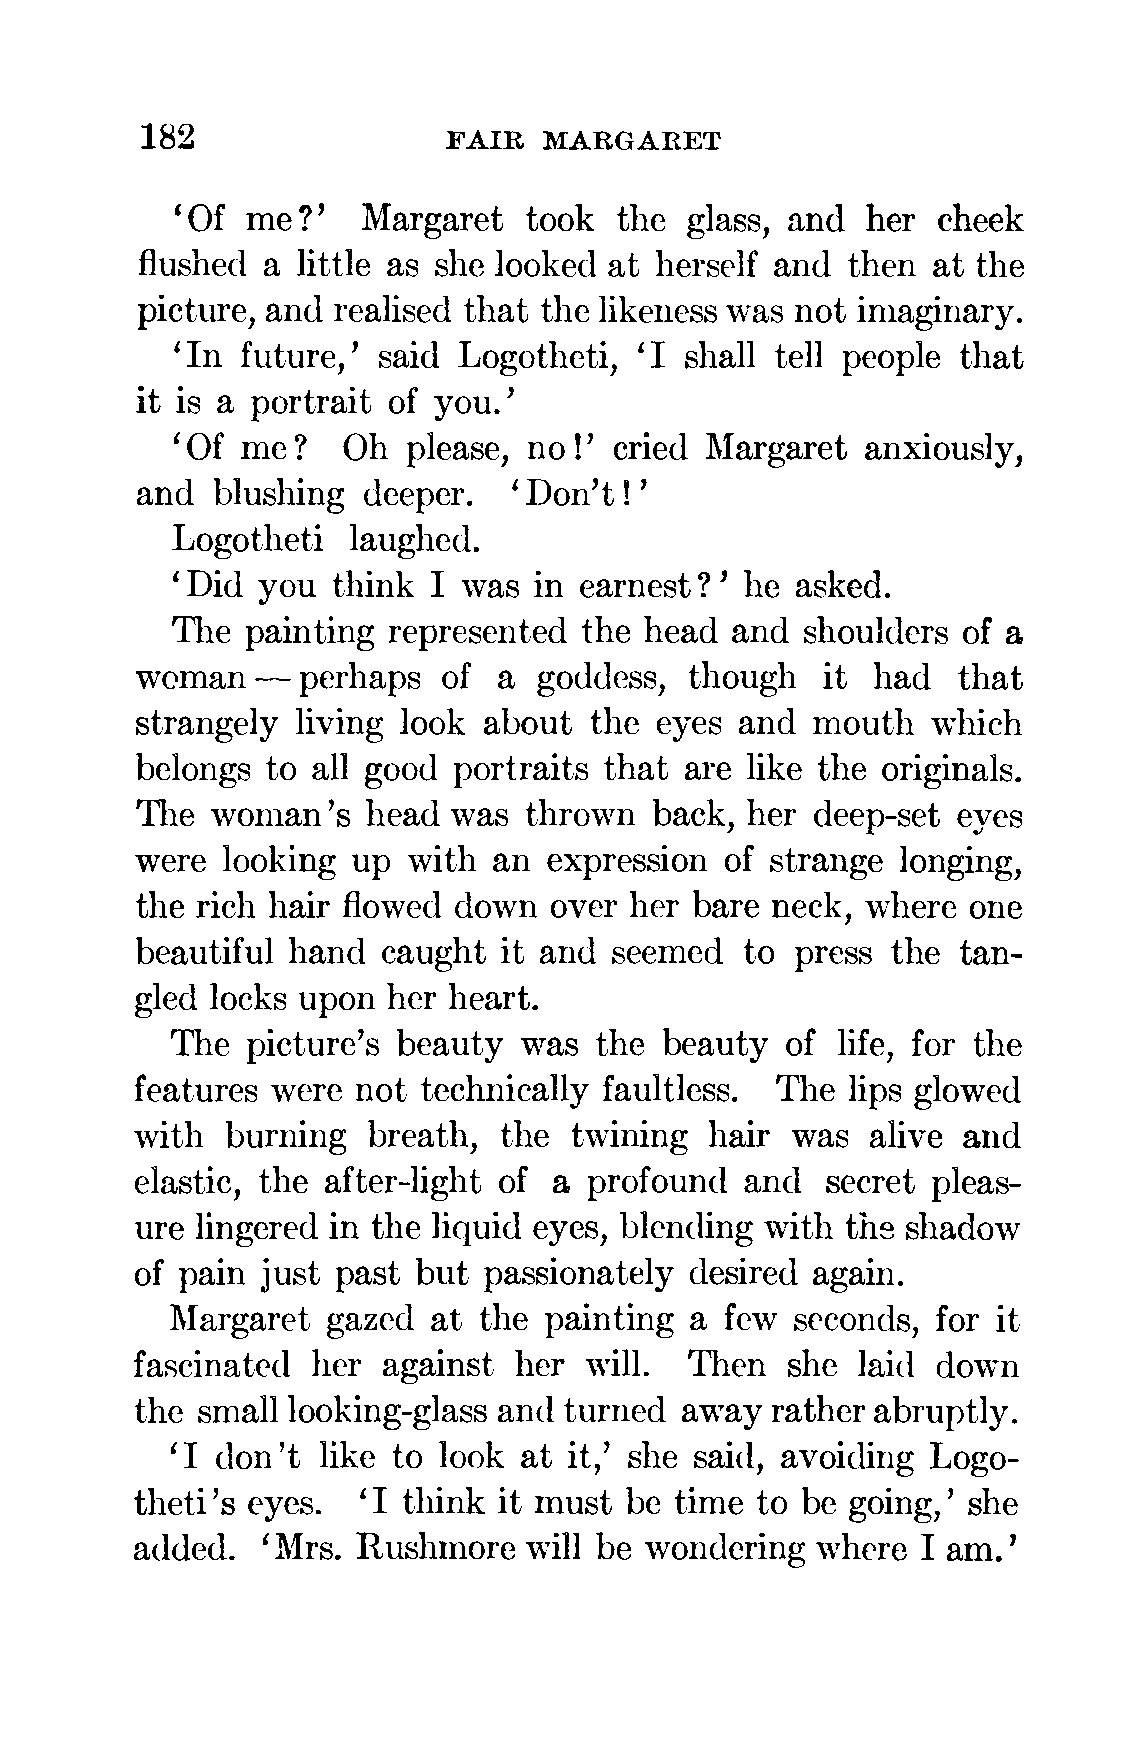 182 FAIR MARGARET
'Of me?' Margaret took the glass, and her cheek
flushed a little as she looked at herself and then at the
picture, and realised that the likeness was not imaginary.
'In future,' said Logotheti, 'I shall tell people that
it is a portrait of you.'
'Of me? Oh please, no!' cried Margaret anxiously,
and blushing deeper. 'Don't!'
Logotheti laughed.
'Did you think I was in earnest?' he asked.
The painting represented the head and shoulders of a
woman — perhaps of a goddess, though it had that
strangely living look about the eyes and mouth which
belongs to all good portraits that are like the originals.
The woman's head was thrown back, her deep-set eyes
were looking up with an expression of strange longing,
the rich hair flowed down over her bare neck, where one
beautiful hand caught it and seemed to press the tan-
gled locks upon her heart.
The picture's beauty was the beauty of life, for the
features were not technically faultless. The lips glowed
with burning breath, the twining hair was alive and
elastic, the after-light of a profound and secret pleas-
ure lingered in the liquid eyes, blending with the shadow
of pain just past but passionately desired again.
Margaret gazed at the painting a few seconds, for it
fascinated her against her will. Then she laid down
the small looking-glass and turned away rather abruptly.
'I don't like to look at it,' she said, avoiding Logo-
theti's eyes. 'I think it must be time to be going,' she
added. 'Mrs. Rushmore will be wondering where I am.'